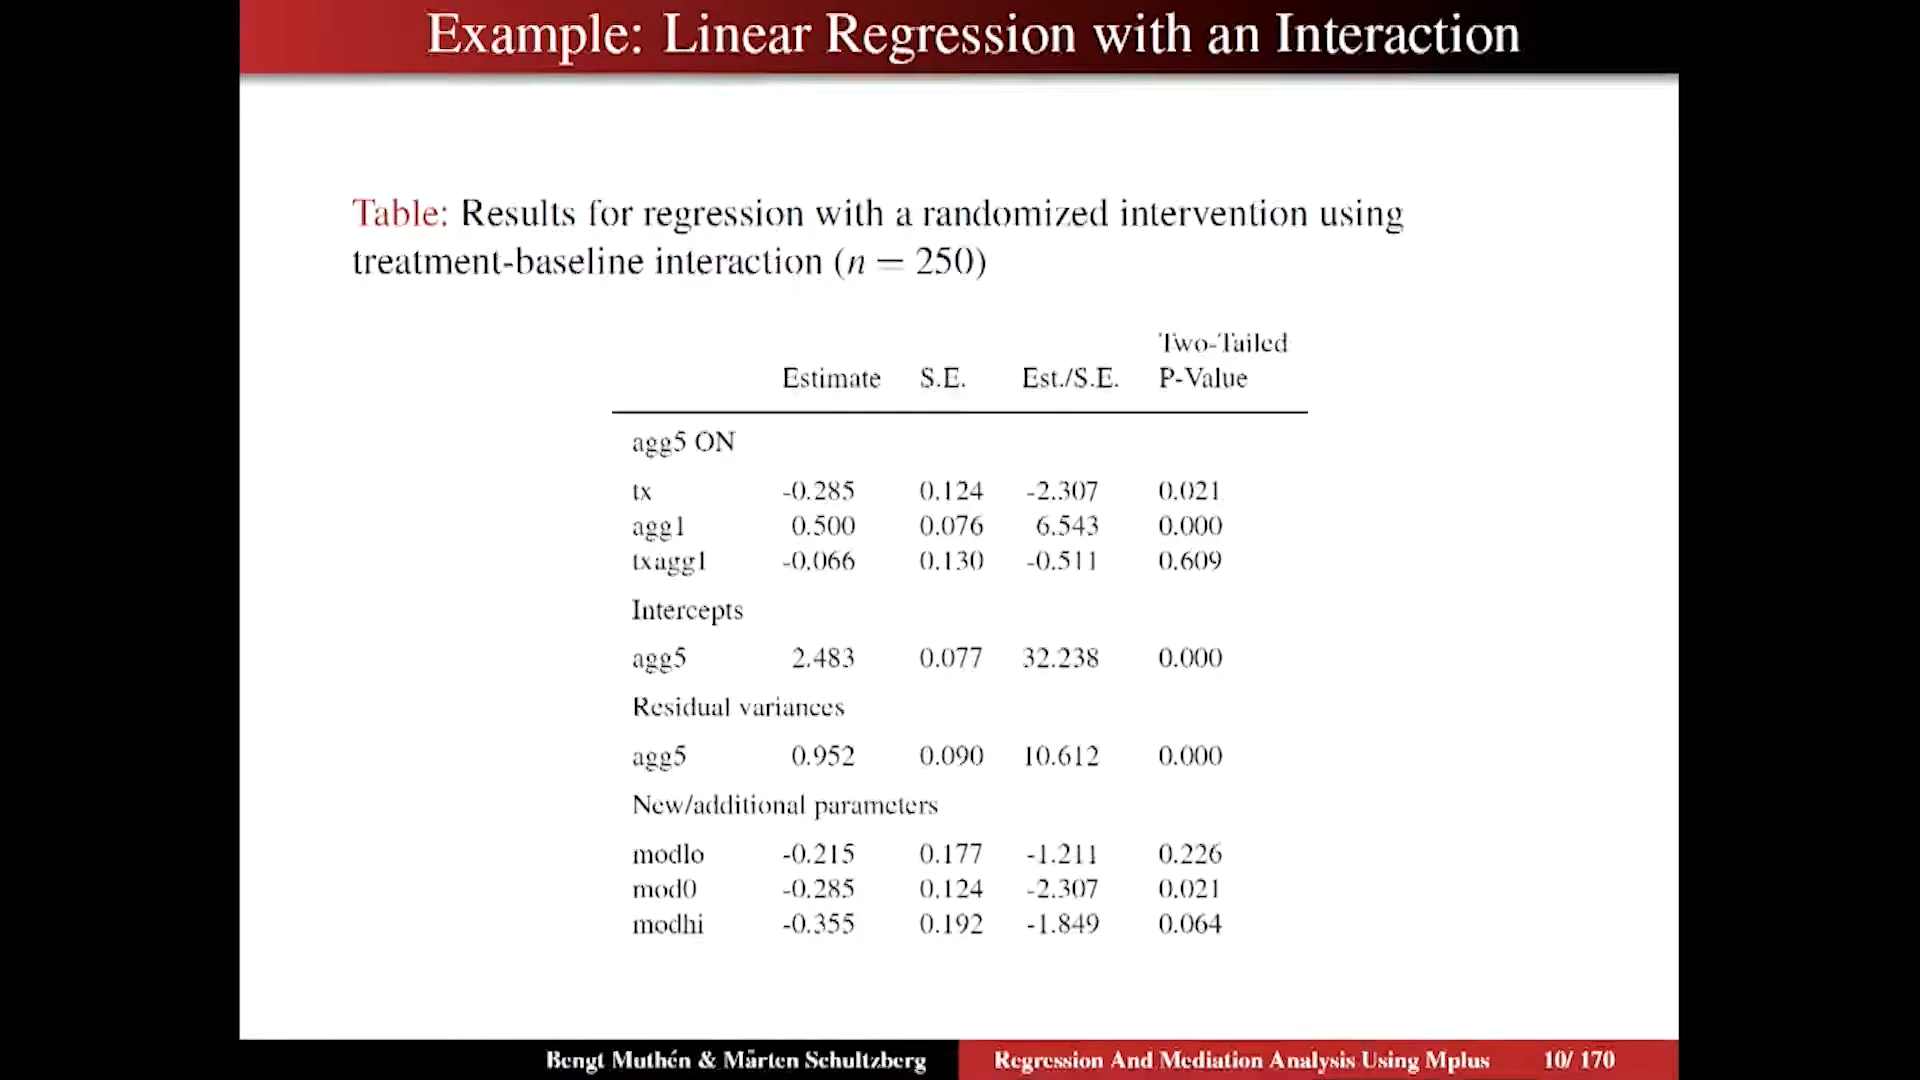 Example: Linear Regression with an Interaction
Table: Results for regression with a randomized intervention using
treatment-baseline interaction (n = 250)
Two-Tailed
Estimate S.E. Est./S.E. P-Value
agg5 ON
tx -0.285 0.124 -2.307 0.021
agg1 0.500 0.076 6.543 0.000
txagg1 -0.066 0.130 -0.511 0.609
Intercepts
agg5 2.483 0.077 32.238 0.000
Residual variances
agg5 0.952 0.090 10.612 0.000
New/additional parameters
modlo -0.215 0.177 -1.211 0.226
mod0 -0.285 0.124 -2.307 0.021
modhi -0.355 0.192 -1.849 0.064
Bengt Muthén & Mårten Schultzberg Regression And Mediation Analysis Using Mplus 10/ 170